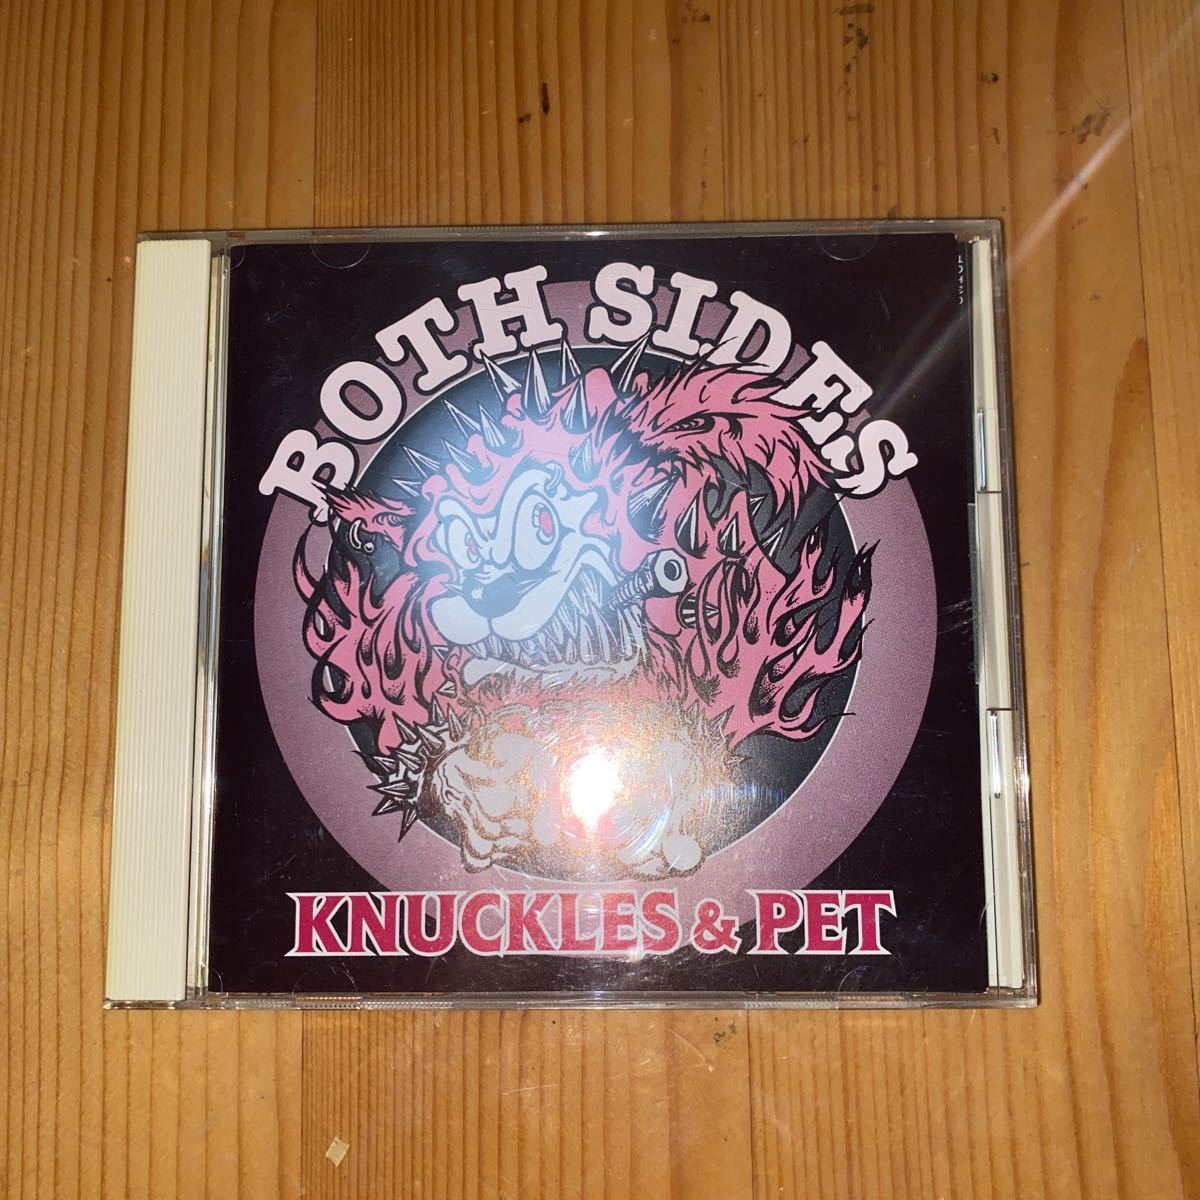 BOTH SIDES
KNUCKLES & PET